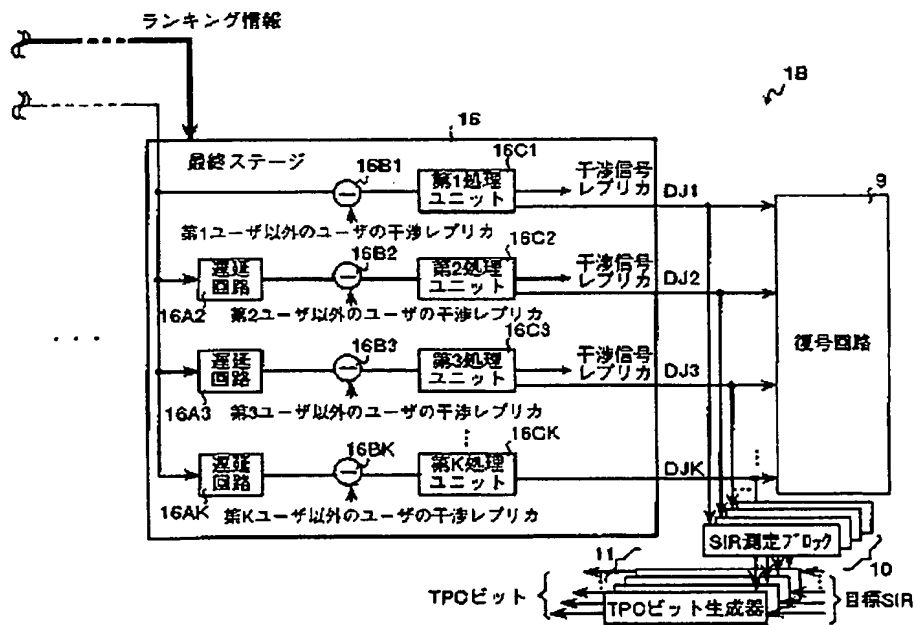 ランキング情報
18
16
最終ステージ
16B1
16C1
第1処理
ユニット
干渉信号
レプリカ
DJ1
9
第1ユーザ以外のユーザの干渉レプリカ
16B2
16C2
遅延
回路
第2処理
ユニット
干渉信号
レプリカ
DJ2
16A2
第2ユーザ以外のユーザの干渉レプリカ
復号回路
16B3
16C3
遅延
回路
第3処理
ユニット
干渉信号
レプリカ
DJ3
16A3
第3ユーザ以外のユーザの干渉レプリカ
16BK
16CK
遅延
回路
第K処理
ユニット
DJK
16AK
第Kユーザ以外のユーザの干渉レプリカ
SIR測定ブロック
10
11
TPCビット
TPCビット生成器
目標SIR